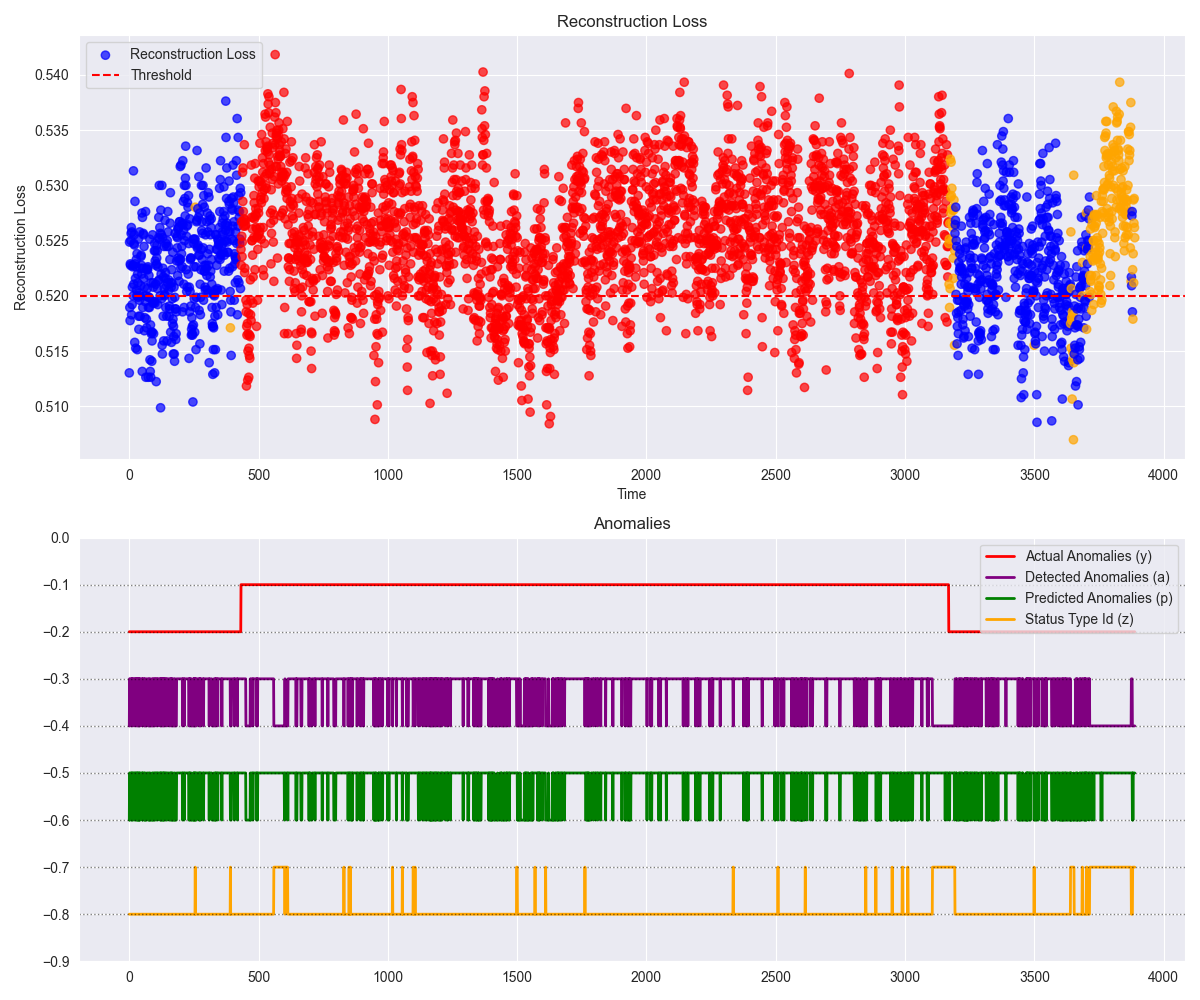 Reconstruction Loss
Reconstruction Loss
Threshold
0.540
0.535
0.530
0.525
0.520
0.515
0.510
Reconstruction Loss
0 500 1000 1500 2000 2500 3000 3500 4000
Time
Anomalies
Actual Anomalies (y)
Detected Anomalies (a)
Predicted Anomalies (p)
Status Type Id (z)
0.0
−0.1
−0.2
−0.3
−0.4
−0.5
−0.6
−0.7
−0.8
−0.9
0 500 1000 1500 2000 2500 3000 3500 4000